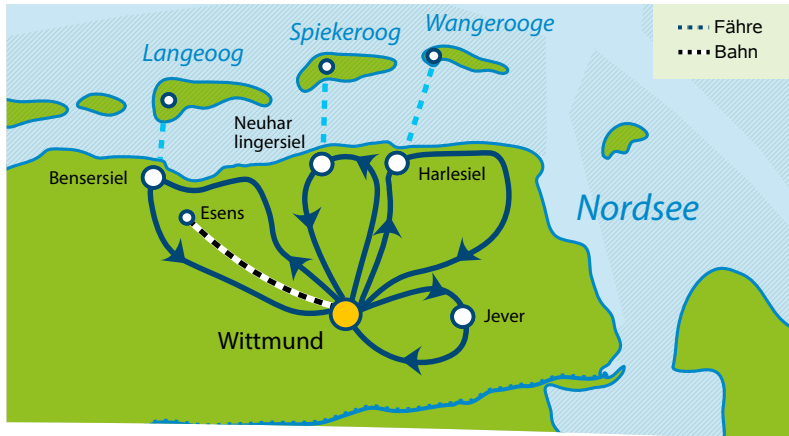 Wangerooge
Spiekeroog
Langeoog
Fähre
Bahn
Neuhar
lingersiel
Bensersiel
Harlesiel
Esens
Nordsee
Jever
Wittmund